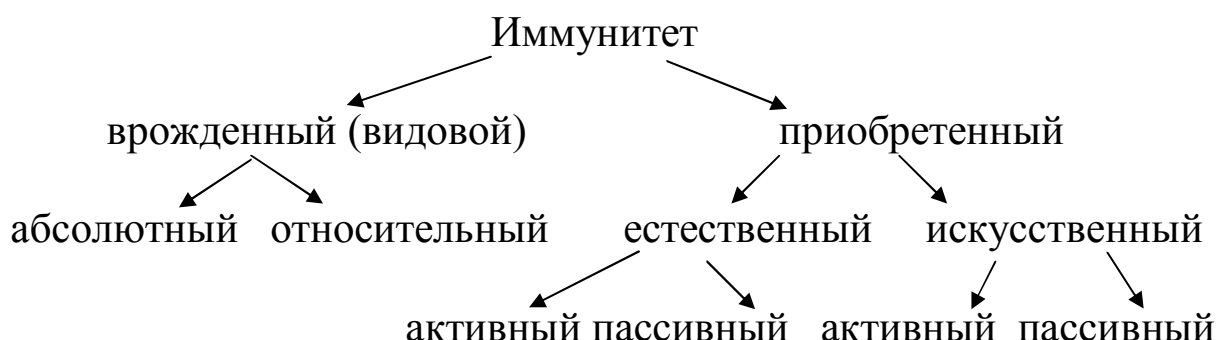 Иммунитет
врожденный (видовой) приобретенный
абсолютный относительный естественный искусственный
активный пассивный активный пассивный